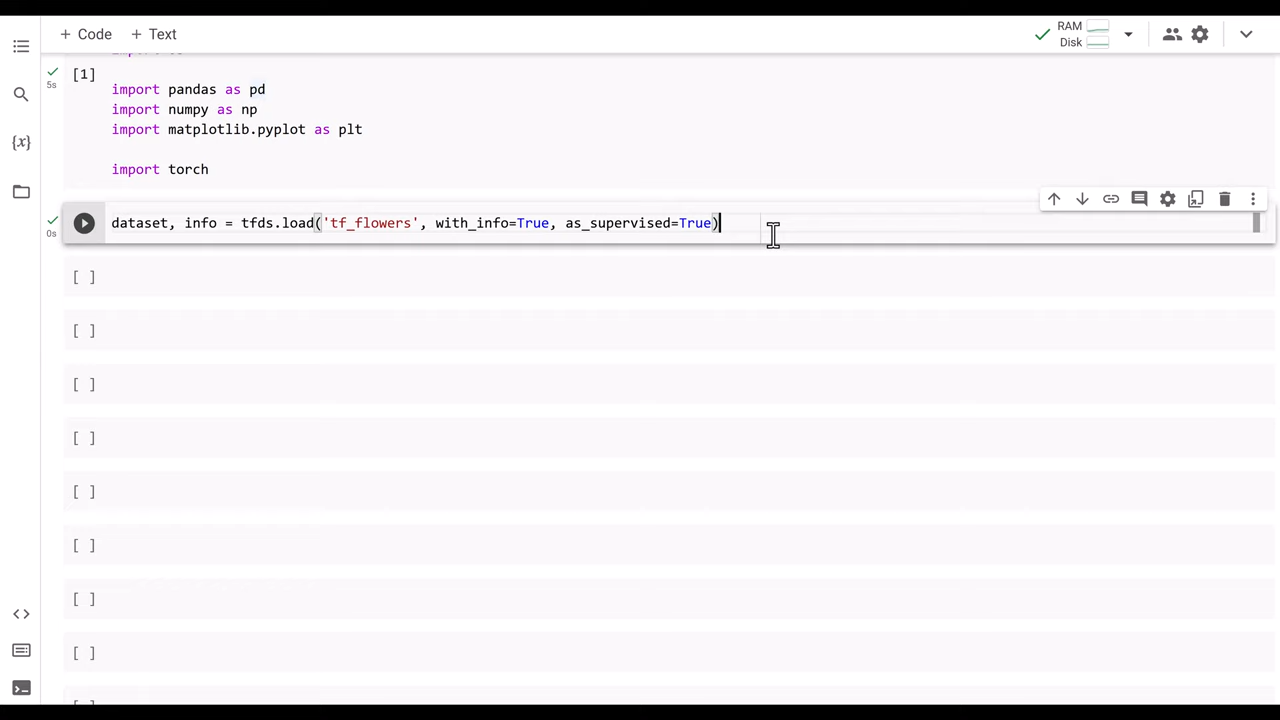 + Code + Text
RAM
Disk
[1]
5s
import pandas as pd
import numpy as np
import matplotlib.pyplot as plt
import torch
0s
dataset, info = tfds.load('tf_flowers', with_info=True, as_supervised=True)
[ ]
[ ]
[ ]
[ ]
[ ]
[ ]
[ ]
[ ]